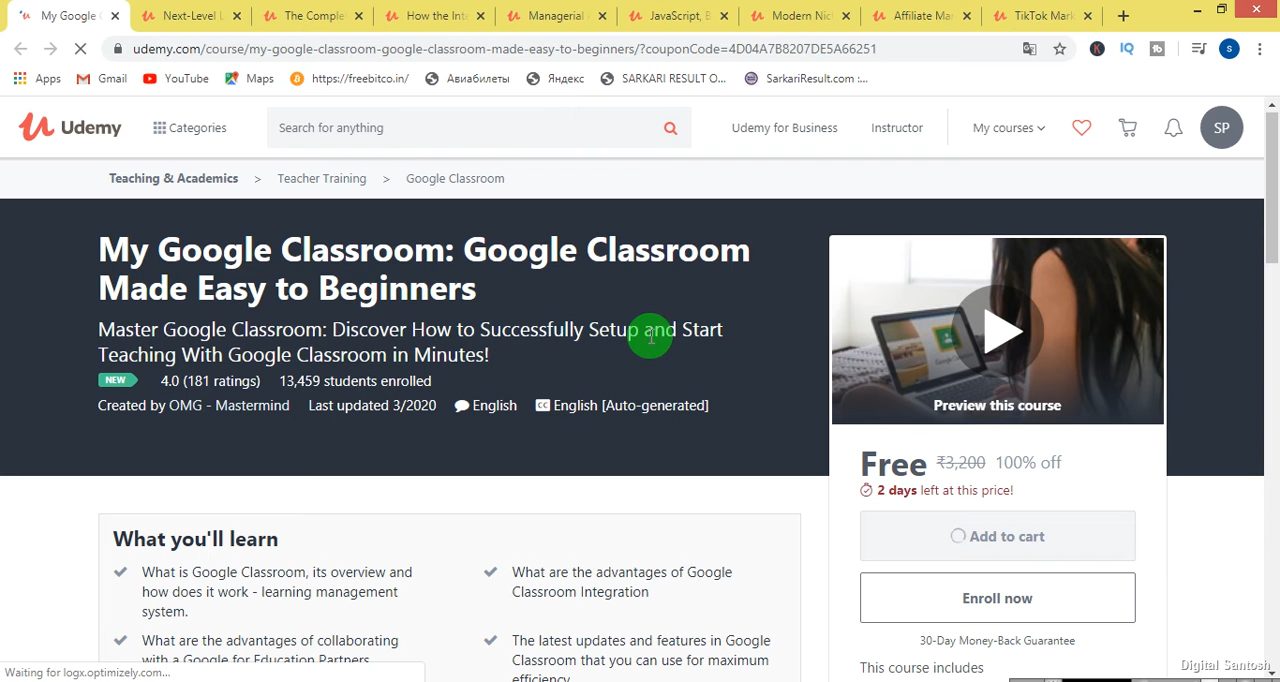 My Google C
Next-Level L
The Comple
How the Int
Managerial
JavaScript, B
Modern Nic
Affiliate Mar
TikTok Mark
udemy.com/course/my-google-classroom-google-classroom-made-easy-to-beginners/?couponCode=4D04A7B8207DE5A66251
K
IQ
tb
S
Apps
Gmail
YouTube
Maps
https://freebitco.in/
Авиабилеты
Яндекс
SARKARI RESULT O...
SarkariResult.com :...
Udemy
Categories
Search for anything
Udemy for Business
Instructor
My courses
SP
Teaching & Academics > Teacher Training > Google Classroom
My Google Classroom: Google Classroom
Made Easy to Beginners
Master Google Classroom: Discover How to Successfully Setup and Start
Teaching With Google Classroom in Minutes!
NEW 4.0 (181 ratings) 13,459 students enrolled
Created by OMG - Mastermind Last updated 3/2020 English CC English [Auto-generated]
Preview this course
Free ₹3,200 100% off
2 days left at this price!
Add to cart
Enroll now
30-Day Money-Back Guarantee
This course includes
What you'll learn
What is Google Classroom, its overview and
how does it work - learning management
system.
What are the advantages of Google
Classroom Integration
What are the advantages of collaborating
with a Google for Education Partners
The latest updates and features in Google
Classroom that you can use for maximum
efficiency
Waiting for logx.optimizely.com...
Digital Santosh